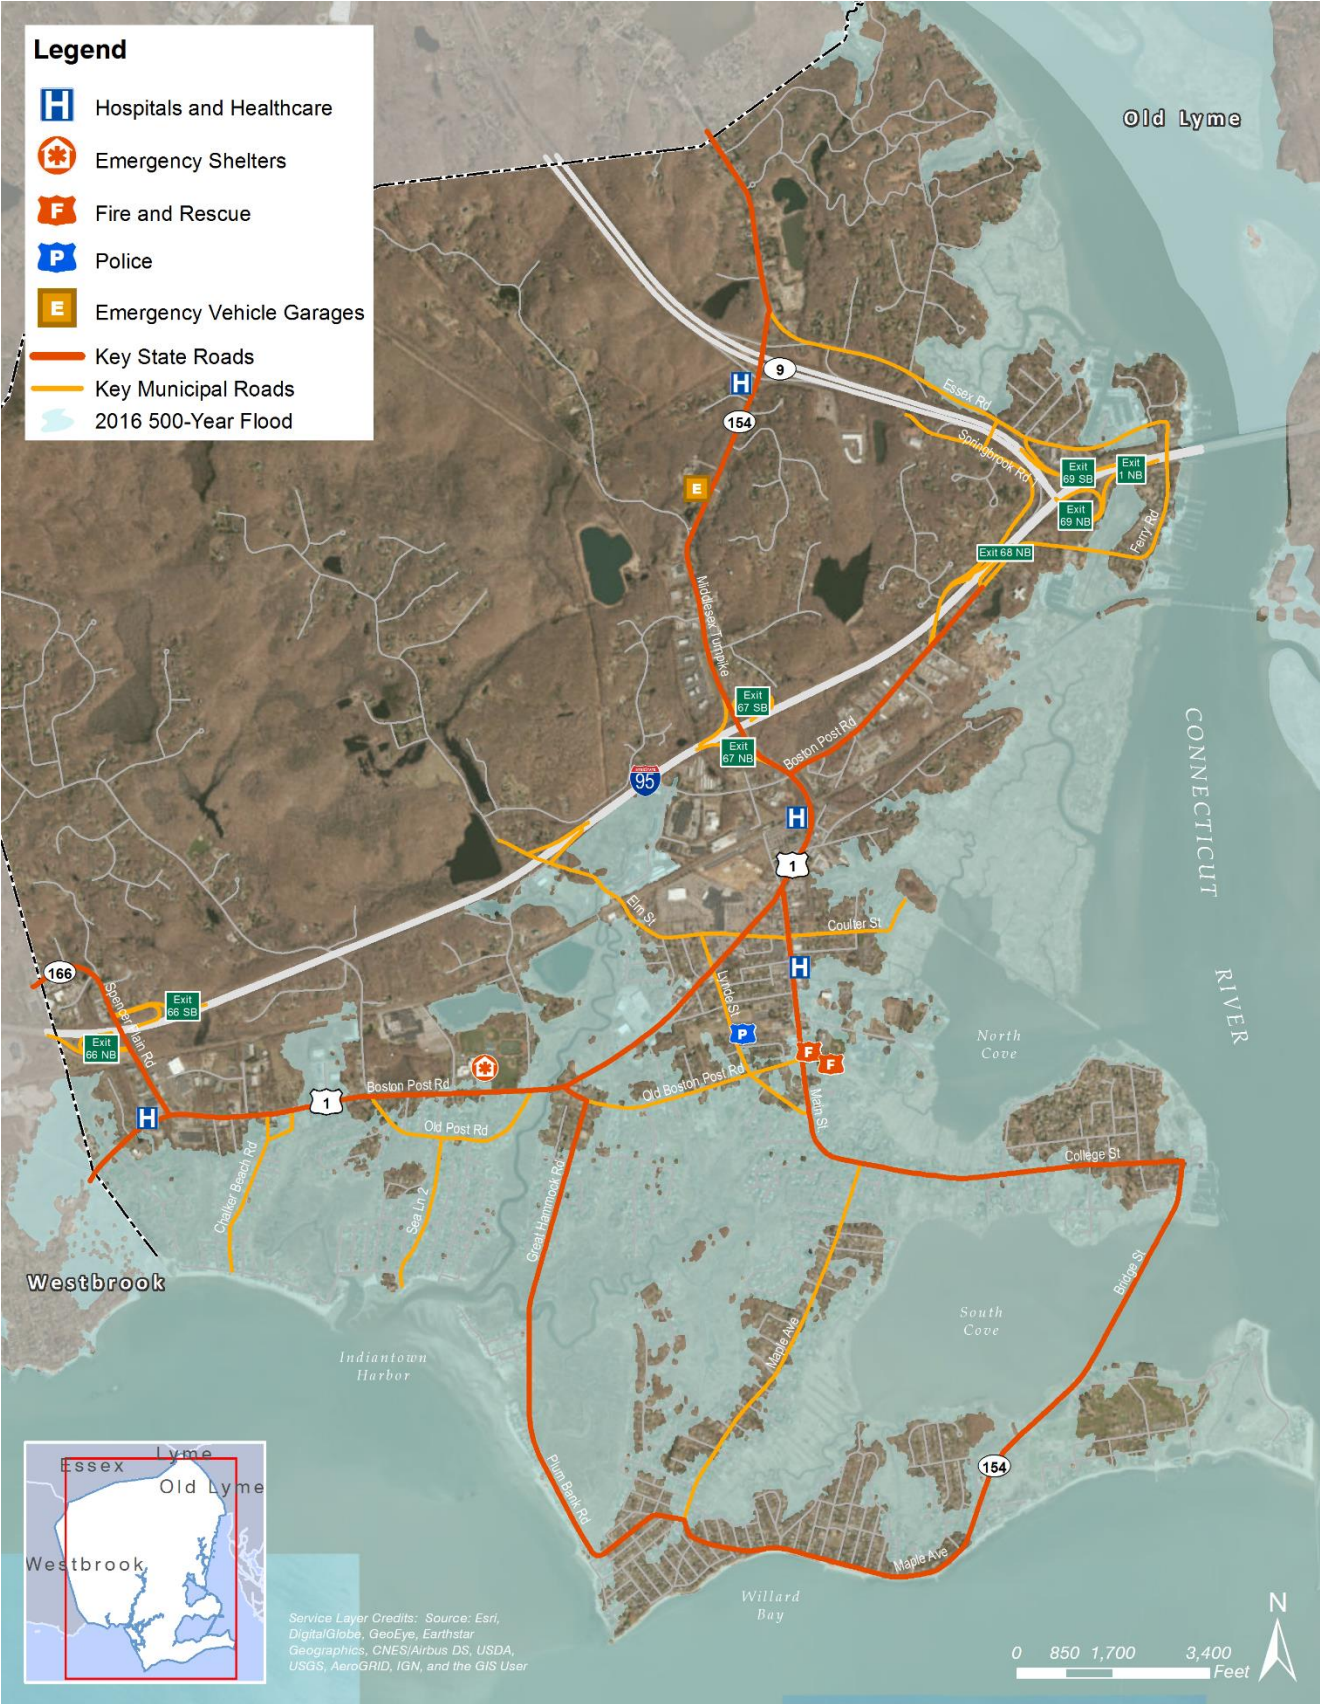 Legend
H Hospitals and Healthcare
Emergency Shelters
F Fire and Rescue
P Police
E Emergency Vehicle Garages
Key State Roads
Key Municipal Roads
2016 500-Year Flood
Old Lyme
9
H
154
Essex Rd
Springbrook Rd
Exit
69 SB
Exit
1 NB
Exit
69 NB
E
Ferry Rd
Exit 68 NB
Middlesex Turnpike
Exit
67 SB
Exit
67 NB
Boston Post Rd
INTERSTATE
95
CONNECTICUT
RIVER
H
1
Elm St
Coulter St
H
166
Spencer Plain Rd
Exit
66 SB
Exit
66 NB
Lynde St
P
F
F
North
Cove
Boston Post Rd
1
Old Boston Post Rd
Main St
H
Old Post Rd
College St
Chalker Beach Rd
Sea Ln 2
Great Hammock Rd
Bridge St
Westbrook
South
Cove
Maple Ave
Indiantown
Harbor
154
Plum Bank Rd
Maple Ave
Willard
Bay
Lyme
Essex
Old Lyme
Westbrook
Service Layer Credits: Source: Esri,
DigitalGlobe, GeoEye, Earthstar
Geographics, CNES/Airbus DS, USDA,
USGS, AeroGRID, IGN, and the GIS User
N
0 850 1,700 3,400
Feet